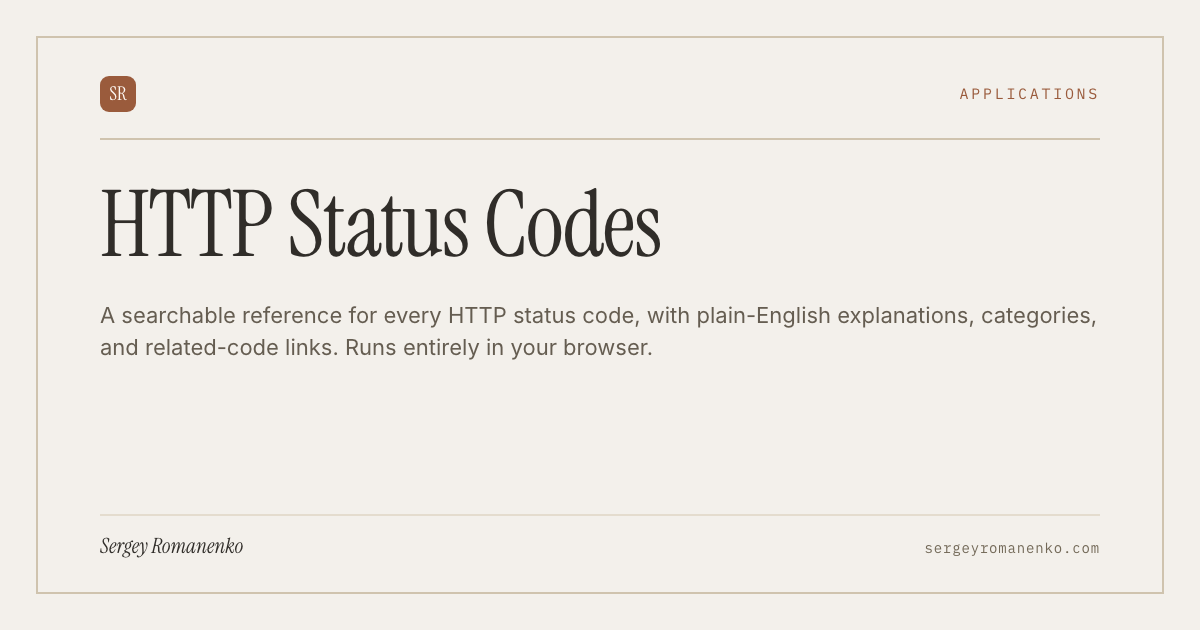 SR
APPLICATIONS
HTTP Status Codes
A searchable reference for every HTTP status code, with plain-English explanations, categories,
and related-code links. Runs entirely in your browser.
Sergey Romanenko
sergeyromanenko.com